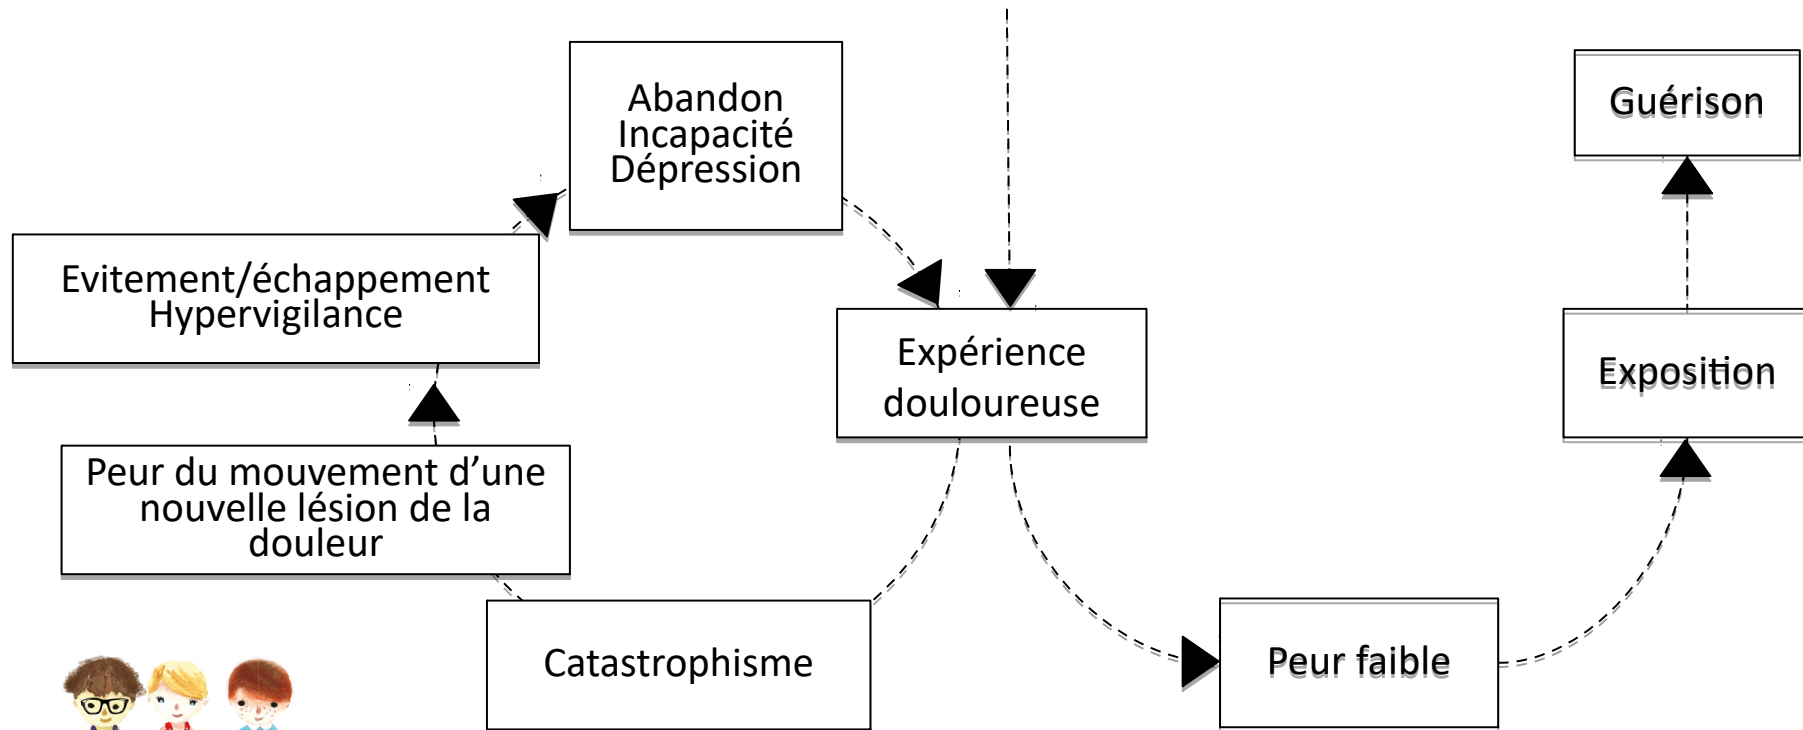 Abandon
Incapacité
Dépression
Guérison
Evitement/échappement
Hypervigilance
Expérience
douloureuse
Exposition
Peur du mouvement d’une
nouvelle lésion de la
douleur
Catastrophisme
Peur faible